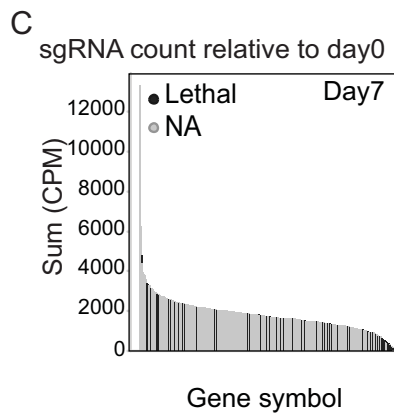 C
sgRNA count relative to day0
Day7
Lethal
NA
Sum (CPM)
12000
10000
8000
6000
4000
2000
0
Gene symbol